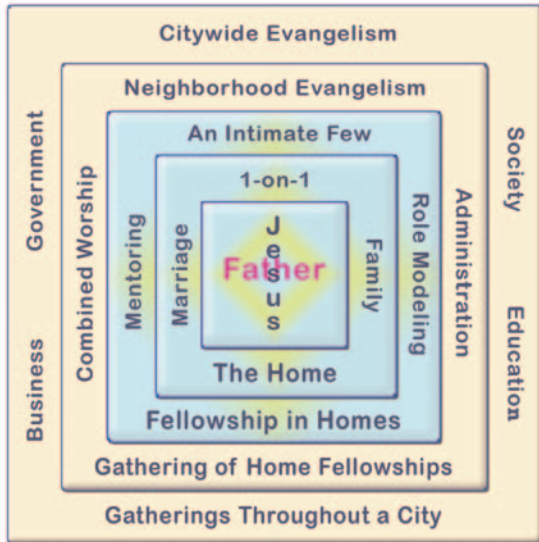 Citywide Evangelism
Government
Business
Society
Education
Gatherings Throughout a City
Neighborhood Evangelism
Combined Worship
Administration
Gathering of Home Fellowships
An Intimate Few
Mentoring
Role Modeling
Fellowship in Homes
1-on-1
Marriage
Family
The Home
Jesus
Father